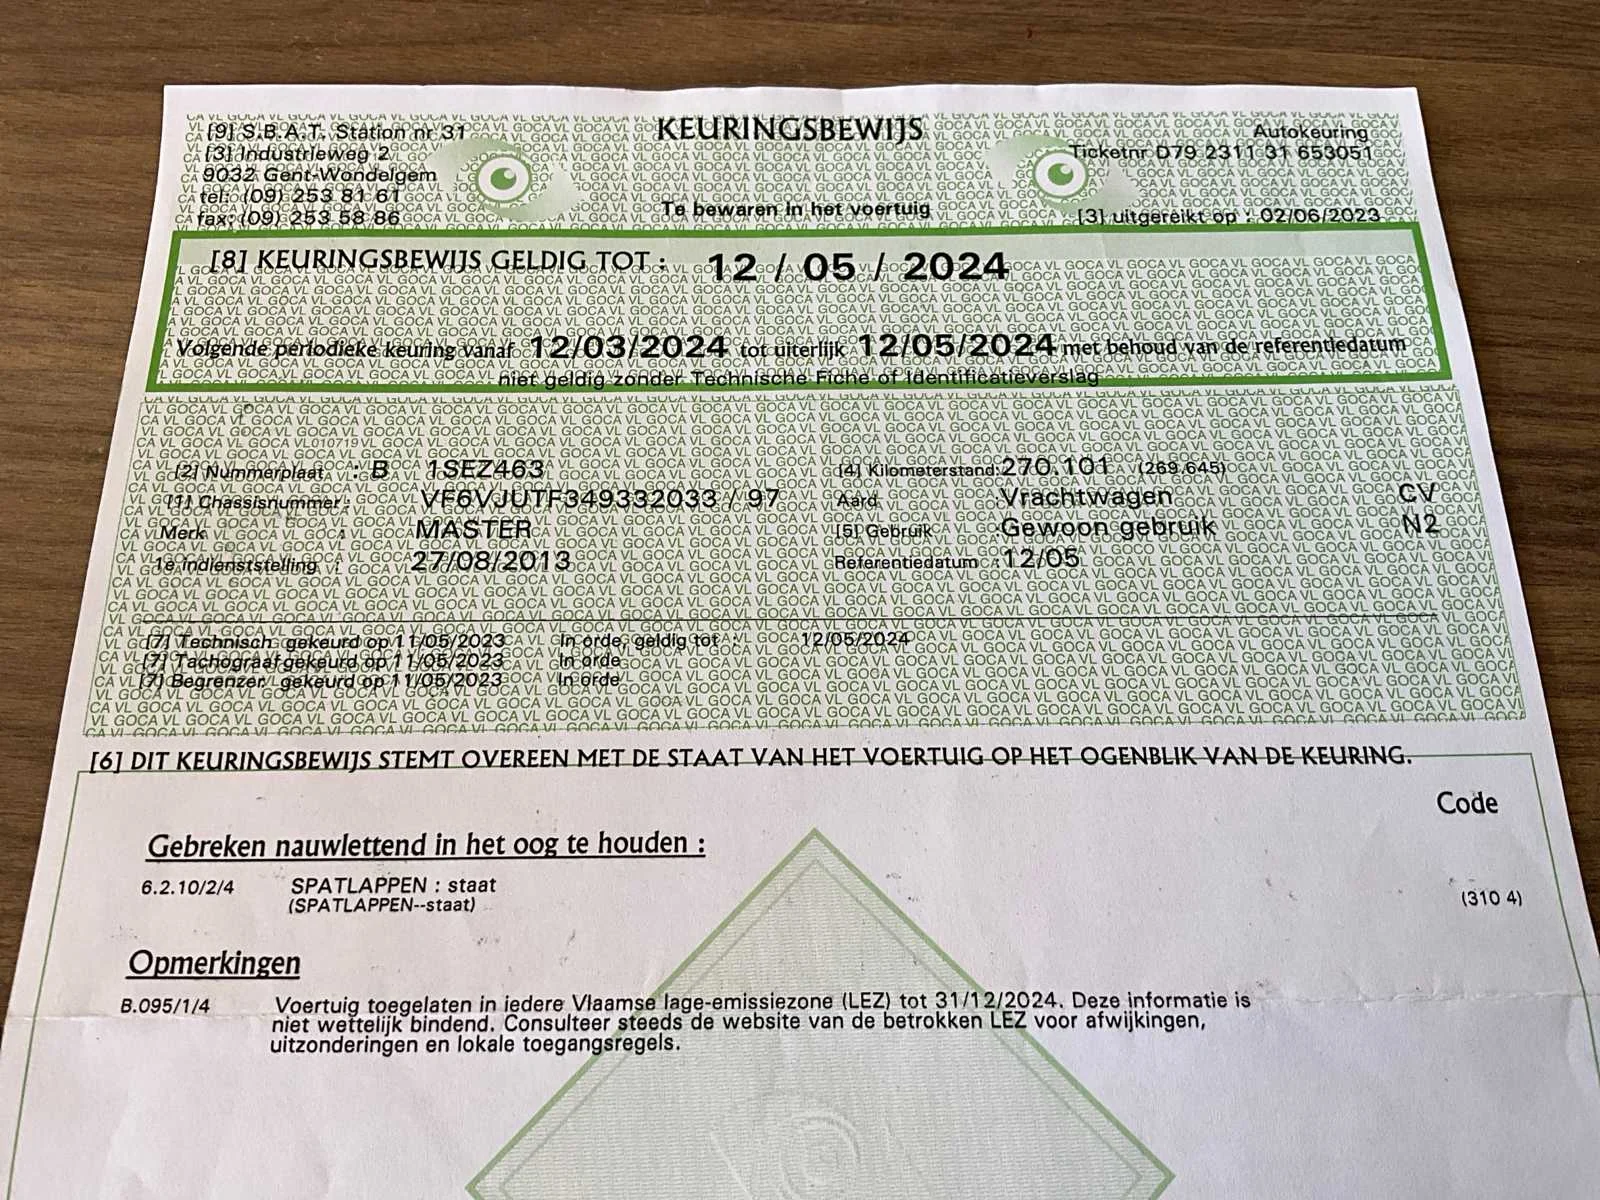 [9] S.B.A.T. Station nr 31
[3] Industrieweg 2
9032 Gent-Wondelgem
tel: (09) 253 81 61
fax: (09) 253 58 86
KEURINGSBEWIJS
Te bewaren in het voertuig
Autokeuring
Ticketnr D79 2311 31 653051
[3] uitgereikt op : 02/06/2023
[8] KEURINGSBEWIJS GELDIG TOT : 12 / 05 / 2024
Volgende periodieke keuring vanaf 12/03/2024 tot uiterlijk 12/05/2024 met behoud van de referentiedatum
niet geldig zonder Technische Fiche of Identificatieverslag
[2] Nummerplaat : B 1SEZ463 [4] Kilometerstand: 270.101 (269.645)
[1] Chassisnummer : VF6VJUTF349332033 / 97 Aard :Vrachtwagen CV
Merk : MASTER [5] Gebruik :Gewoon gebruik N2
1e indienststelling : 27/08/2013 Referentiedatum :12/05
[7] Technisch gekeurd op 11/05/2023 In orde, geldig tot : 12/05/2024
[7] Tachograaf gekeurd op 11/05/2023 In orde
[7] Begrenzer gekeurd op 11/05/2023 In orde
[6] DIT KEURINGSBEWIJS STEMT OVEREEN MET DE STAAT VAN HET VOERTUIG OP HET OGENBLIK VAN DE KEURING.
Code
Gebreken nauwlettend in het oog te houden :
6.2.10/2/4 SPATLAPPEN : staat (310 4)
(SPATLAPPEN--staat)
Opmerkingen
B.095/1/4 Voertuig toegelaten in iedere Vlaamse lage-emissiezone (LEZ) tot 31/12/2024. Deze informatie is
niet wettelijk bindend. Consulteer steeds de website van de betrokken LEZ voor afwijkingen,
uitzonderingen en lokale toegangsregels.